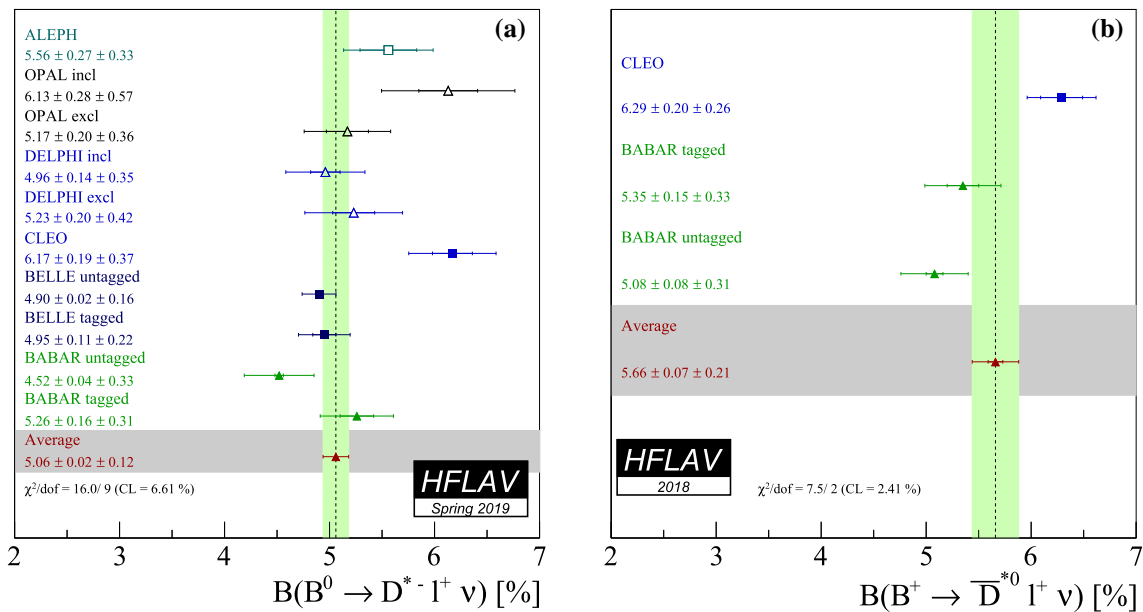 (a)
ALEPH
5.56 ± 0.27 ± 0.33
OPAL incl
6.13 ± 0.28 ± 0.57
OPAL excl
5.17 ± 0.20 ± 0.36
DELPHI incl
4.96 ± 0.14 ± 0.35
DELPHI excl
5.23 ± 0.20 ± 0.42
CLEO
6.17 ± 0.19 ± 0.37
BELLE untagged
4.90 ± 0.02 ± 0.16
BELLE tagged
4.95 ± 0.11 ± 0.22
BABAR untagged
4.52 ± 0.04 ± 0.33
BABAR tagged
5.26 ± 0.16 ± 0.31
Average
5.06 ± 0.02 ± 0.12
χ²/dof = 16.0/ 9 (CL = 6.61 %)
HFLAV
Spring 2019
2 3 4 5 6 7
B(B⁰ → D*⁻ l⁺ ν) [%]
(b)
CLEO
6.29 ± 0.20 ± 0.26
BABAR tagged
5.35 ± 0.15 ± 0.33
BABAR untagged
5.08 ± 0.08 ± 0.31
Average
5.66 ± 0.07 ± 0.21
HFLAV
2018
χ²/dof = 7.5/ 2 (CL = 2.41 %)
2 3 4 5 6 7
B(B⁺ → D̅*⁰ l⁺ ν) [%]